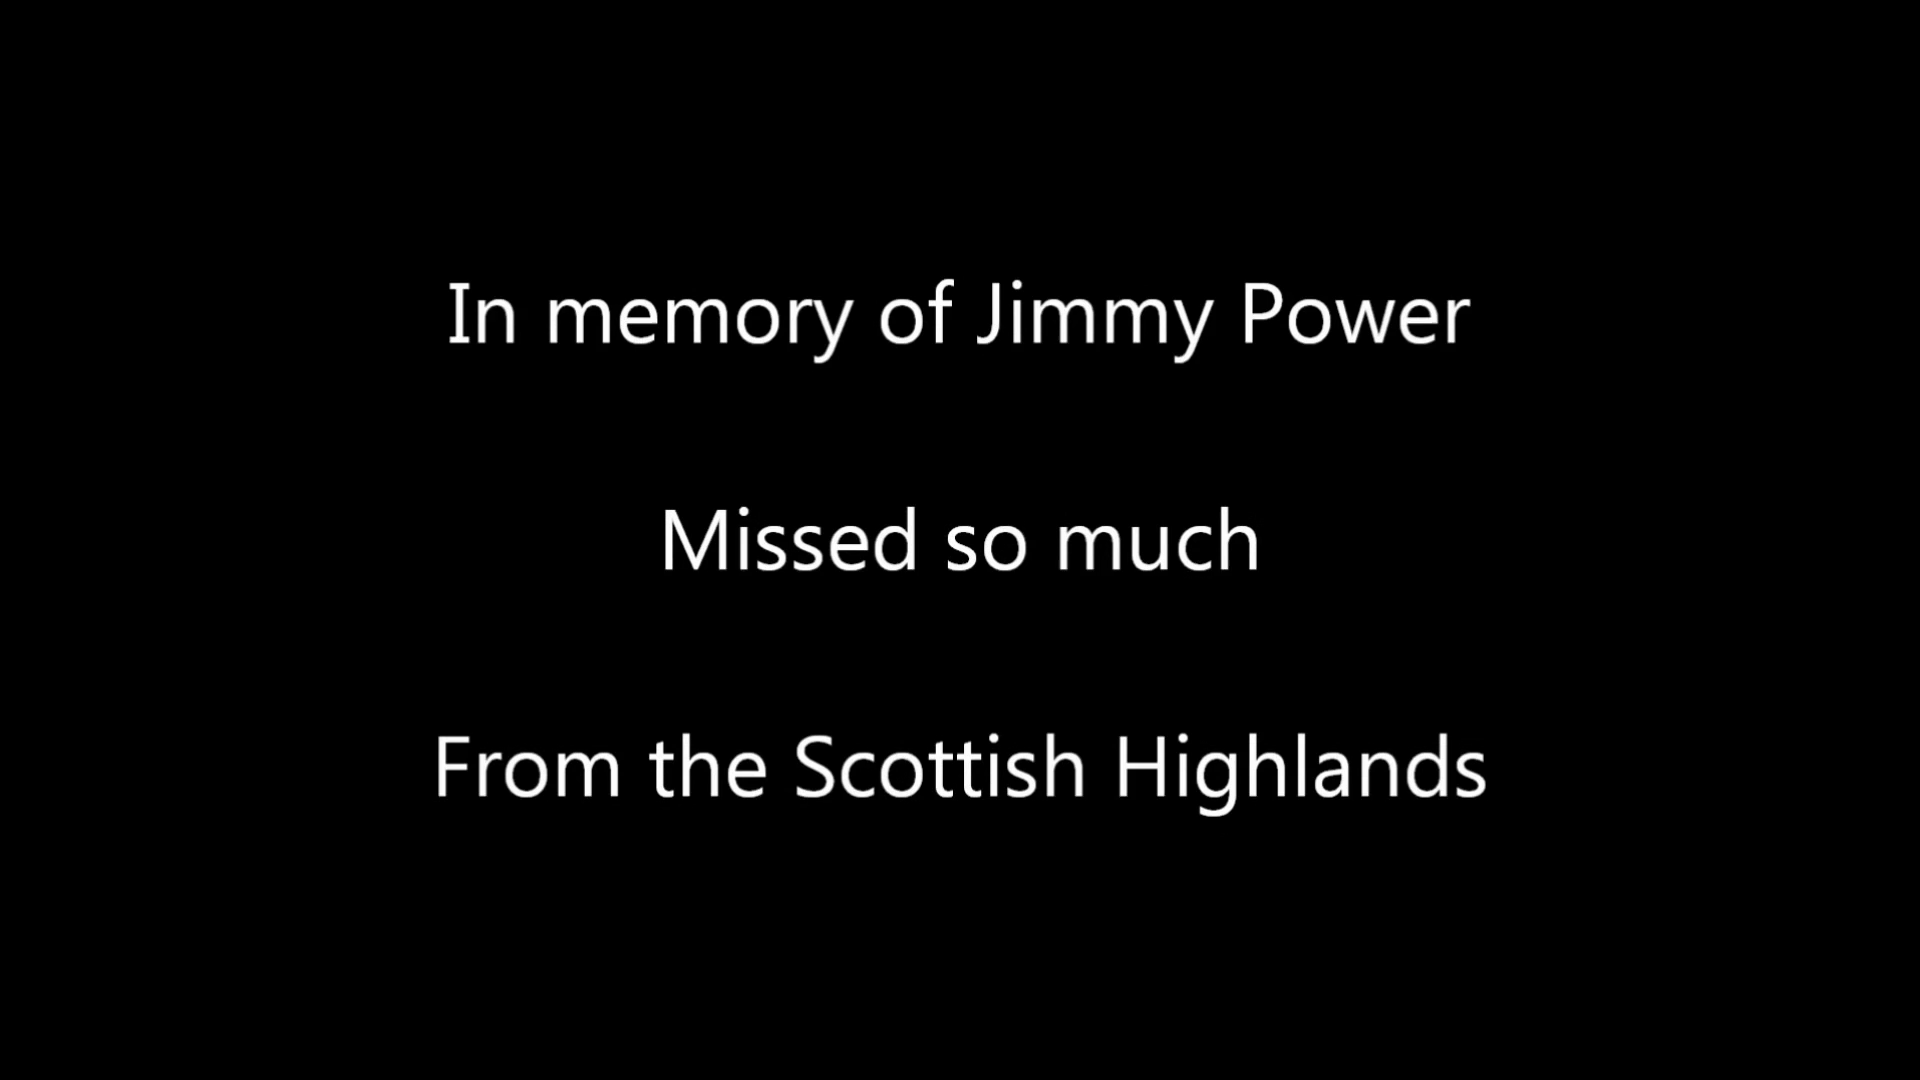 In memory of Jimmy Power
Missed so much
From the Scottish Highlands